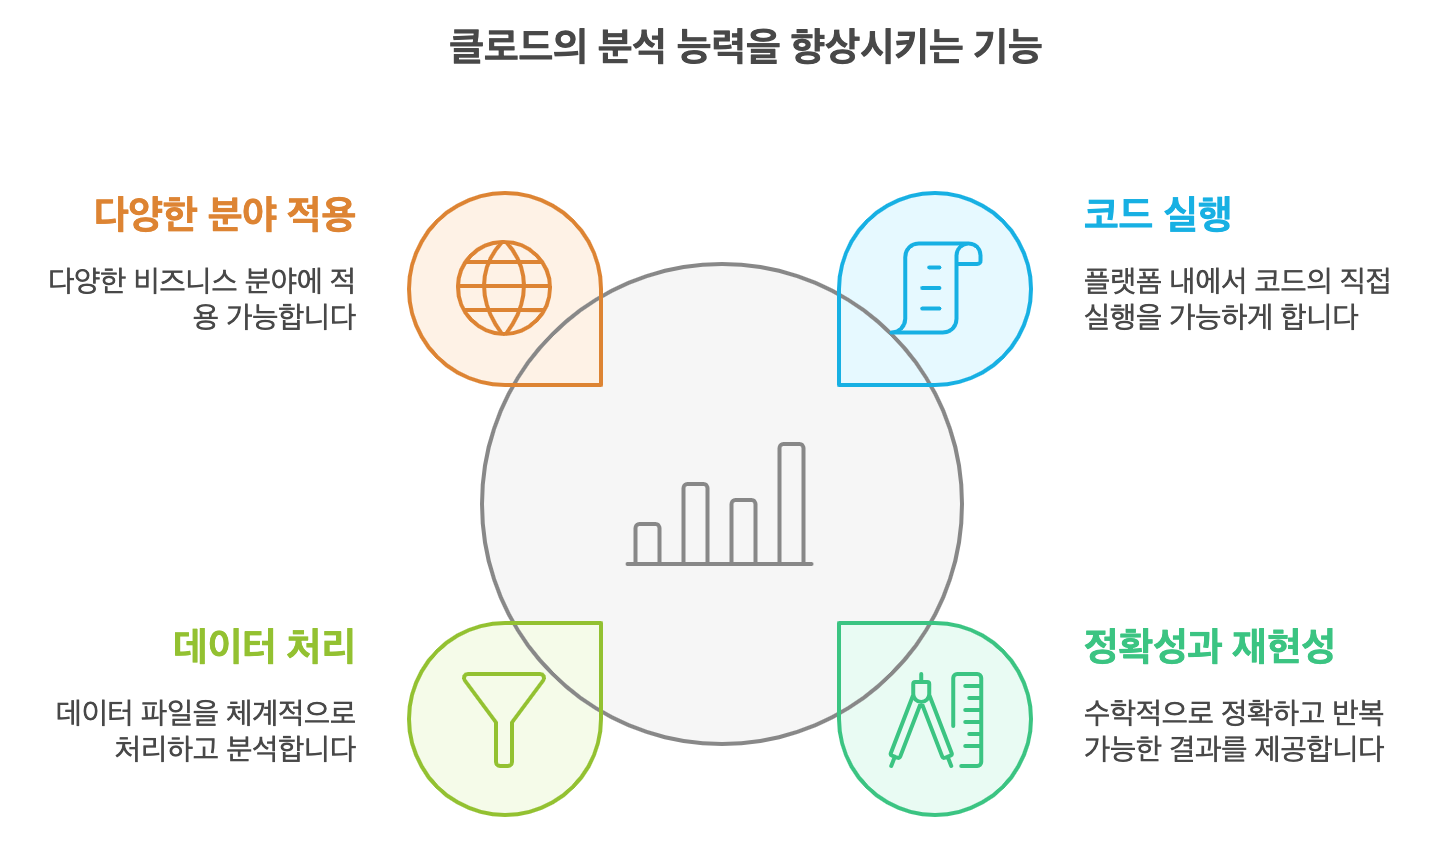 클로드의 분석 능력을 향상시키는 기능
다양한 분야 적용
다양한 비즈니스 분야에 적
용 가능합니다
코드 실행
플랫폼 내에서 코드의 직접
실행을 가능하게 합니다
데이터 처리
데이터 파일을 체계적으로
처리하고 분석합니다
정확성과 재현성
수학적으로 정확하고 반복
가능한 결과를 제공합니다